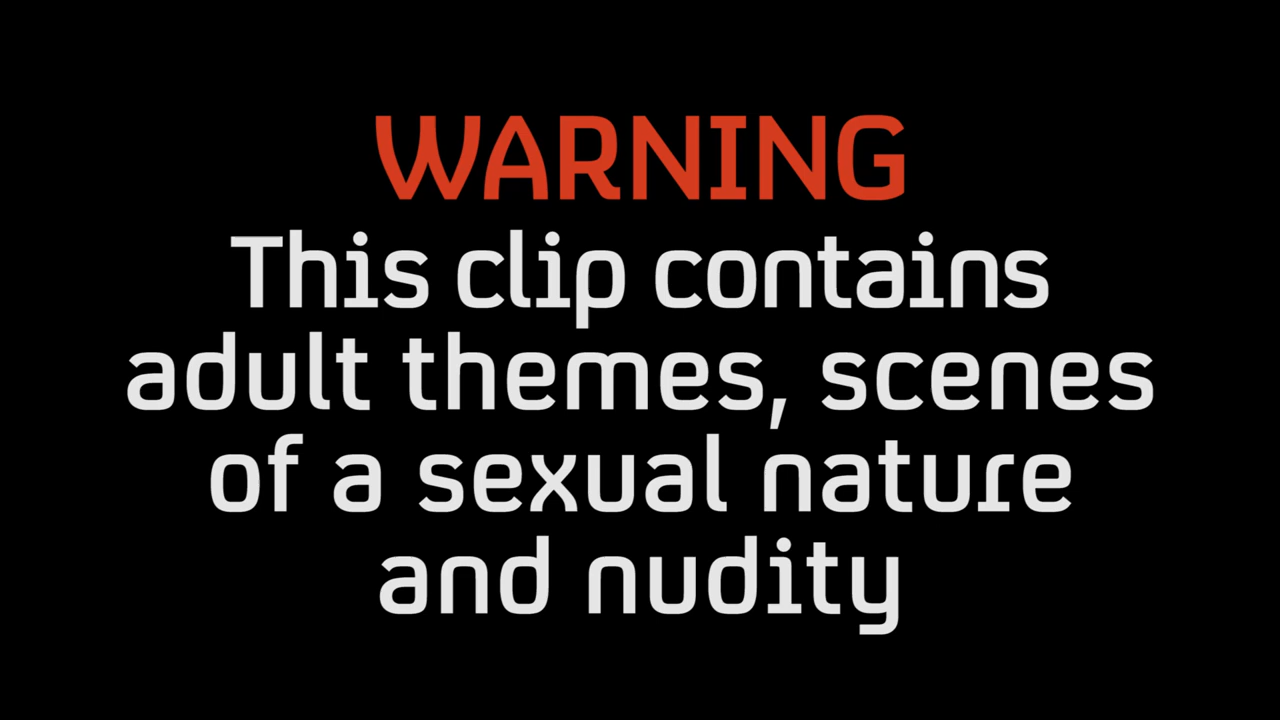 WARNING
This clip contains
adult themes, scenes
of a sexual nature
and nudity